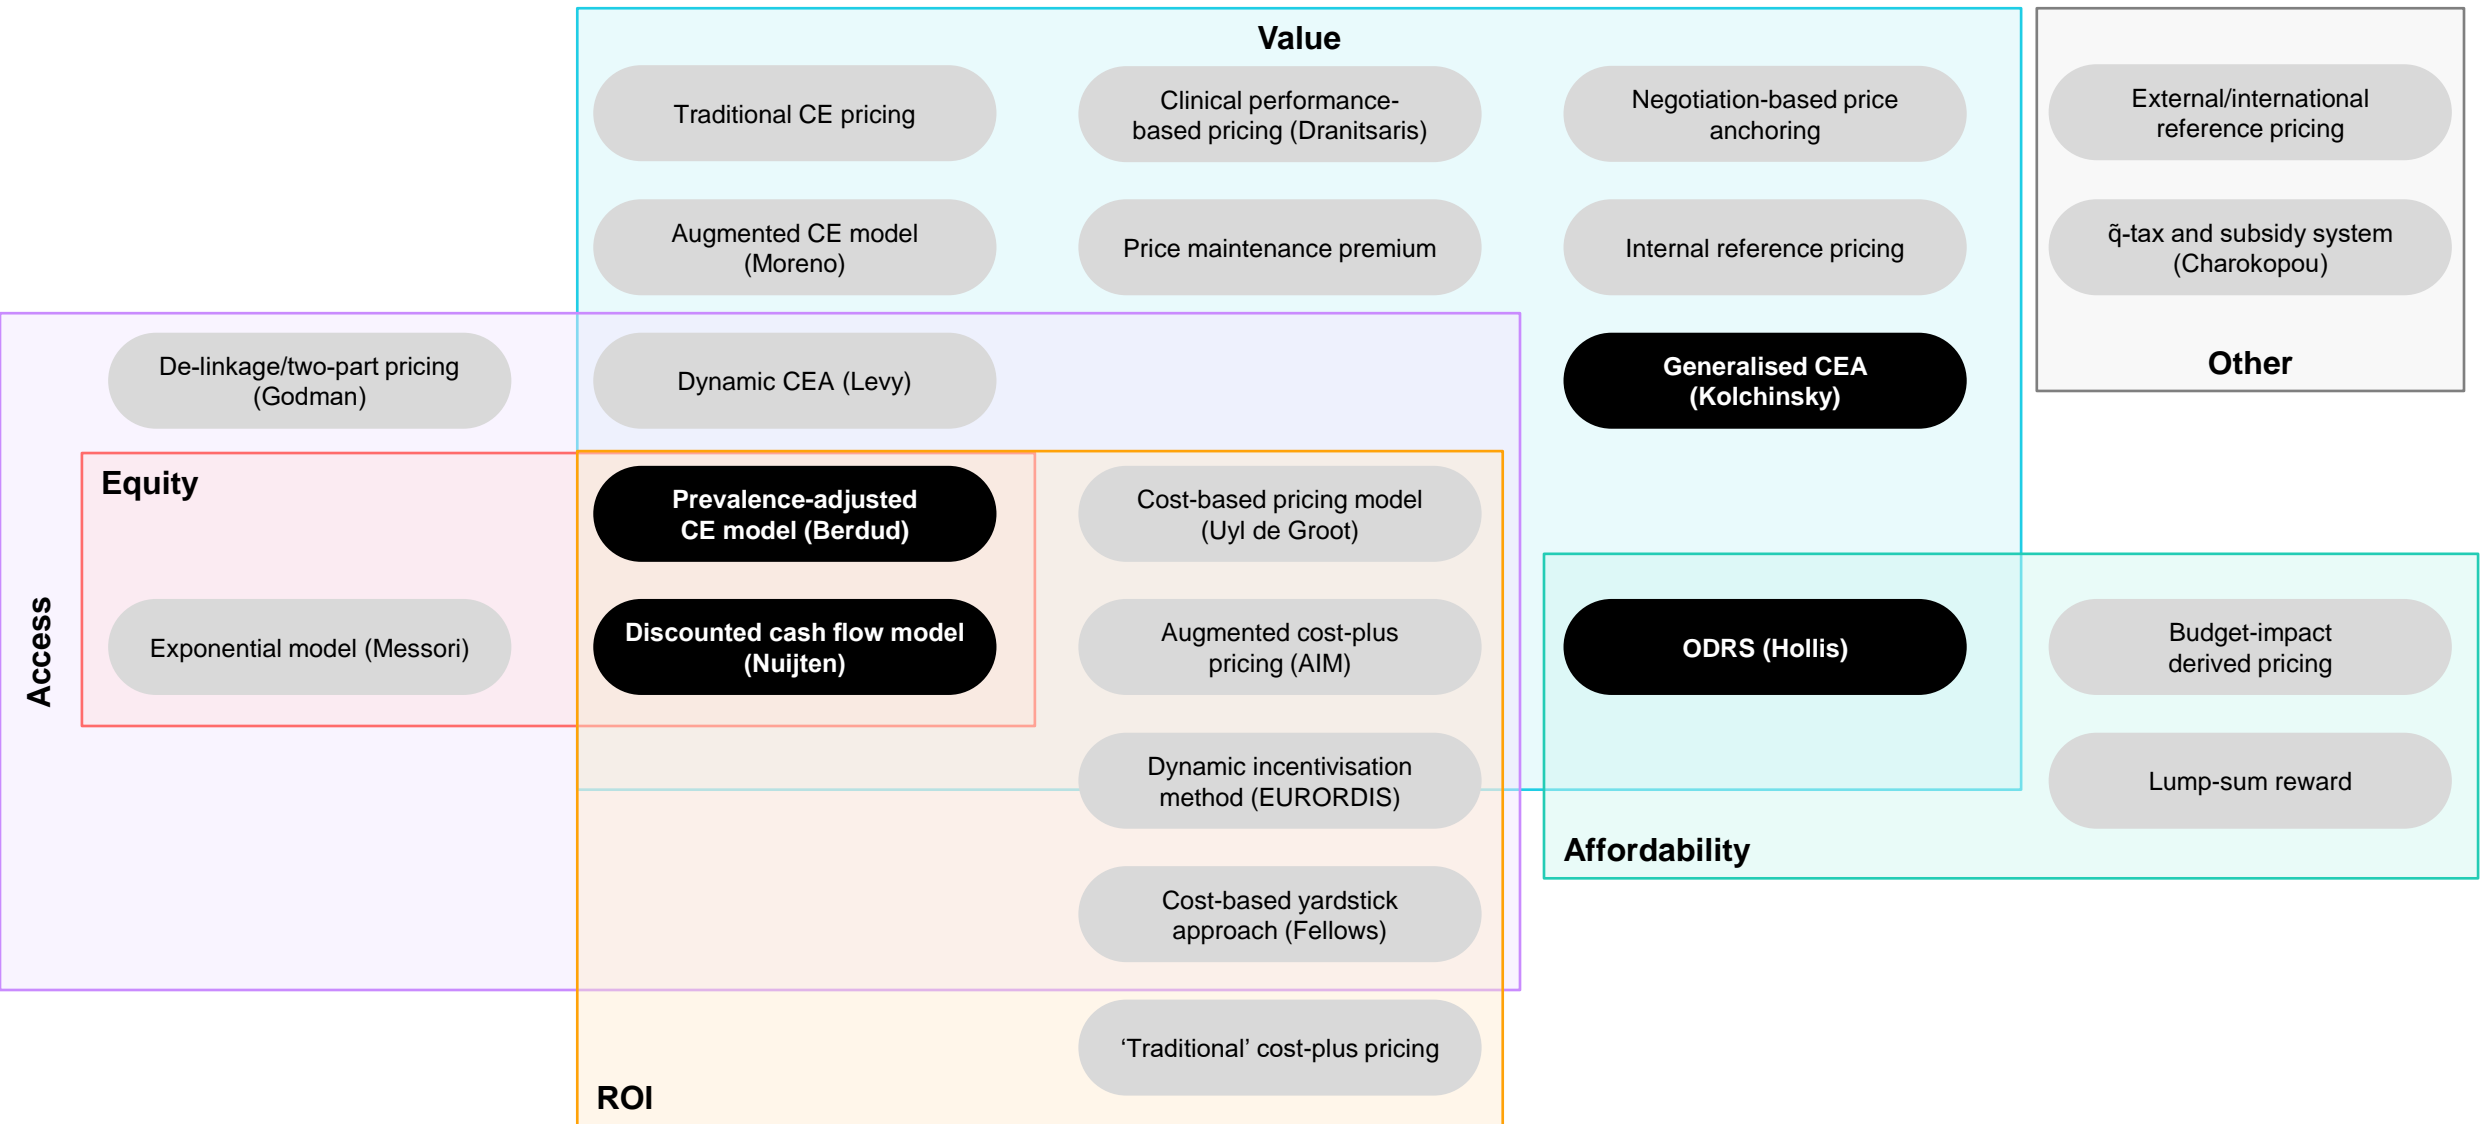 Value
Traditional CE pricing
Clinical performance-
based pricing (Dranitsaris)
Negotiation-based price
anchoring
External/international
reference pricing
Augmented CE model
(Moreno)
Price maintenance premium
Internal reference pricing
q̃-tax and subsidy system
(Charokopou)
Other
De-linkage/two-part pricing
(Godman)
Dynamic CEA (Levy)
Generalised CEA
(Kolchinsky)
Equity
Prevalence-adjusted
CE model (Berdud)
Cost-based pricing model
(Uyl de Groot)
Access
Exponential model (Messori)
Discounted cash flow model
(Nuijten)
Augmented cost-plus
pricing (AIM)
ODRS (Hollis)
Budget-impact
derived pricing
Dynamic incentivisation
method (EURORDIS)
Lump-sum reward
Affordability
Cost-based yardstick
approach (Fellows)
‘Traditional’ cost-plus pricing
ROI